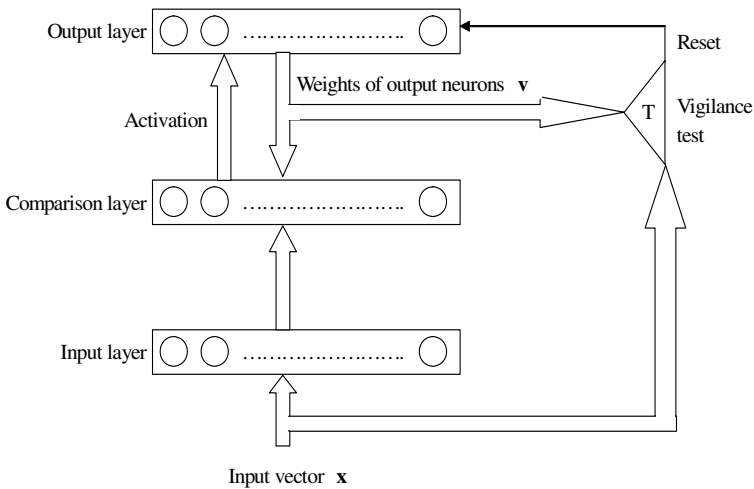 Output layer
……………………..
Reset
Weights of output neurons v
Activation
T
Vigilance
test
Comparison layer
……………………..
Input layer
……………………..
Input vector x